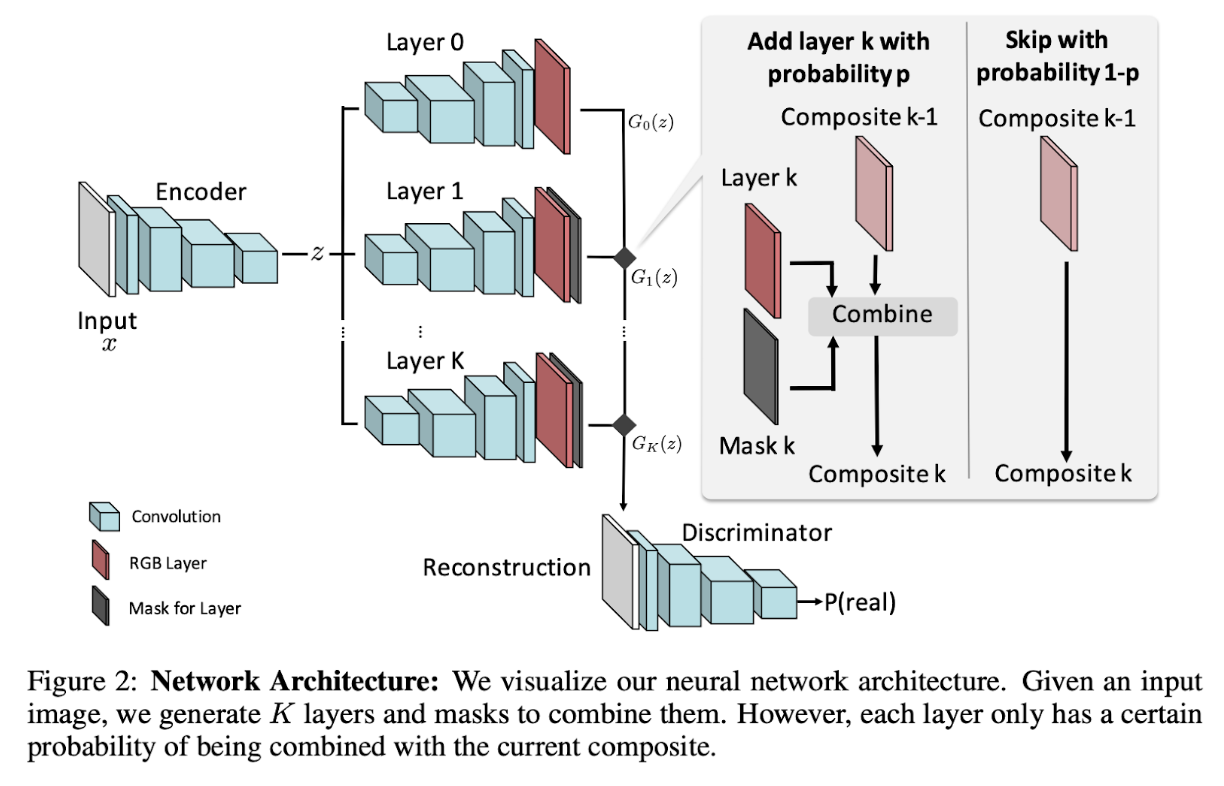 Layer 0
G₀(z)
Encoder
Layer 1
z
G₁(z)
Input
x
Layer K
G_K(z)
Add layer k with
probability p
Composite k-1
Layer k
Combine
Mask k
Composite k
Skip with
probability 1-p
Composite k-1
Composite k
Convolution
RGB Layer
Mask for Layer
Reconstruction
Discriminator
P(real)
Figure 2: Network Architecture: We visualize our neural network architecture. Given an input
image, we generate K layers and masks to combine them. However, each layer only has a certain
probability of being combined with the current composite.